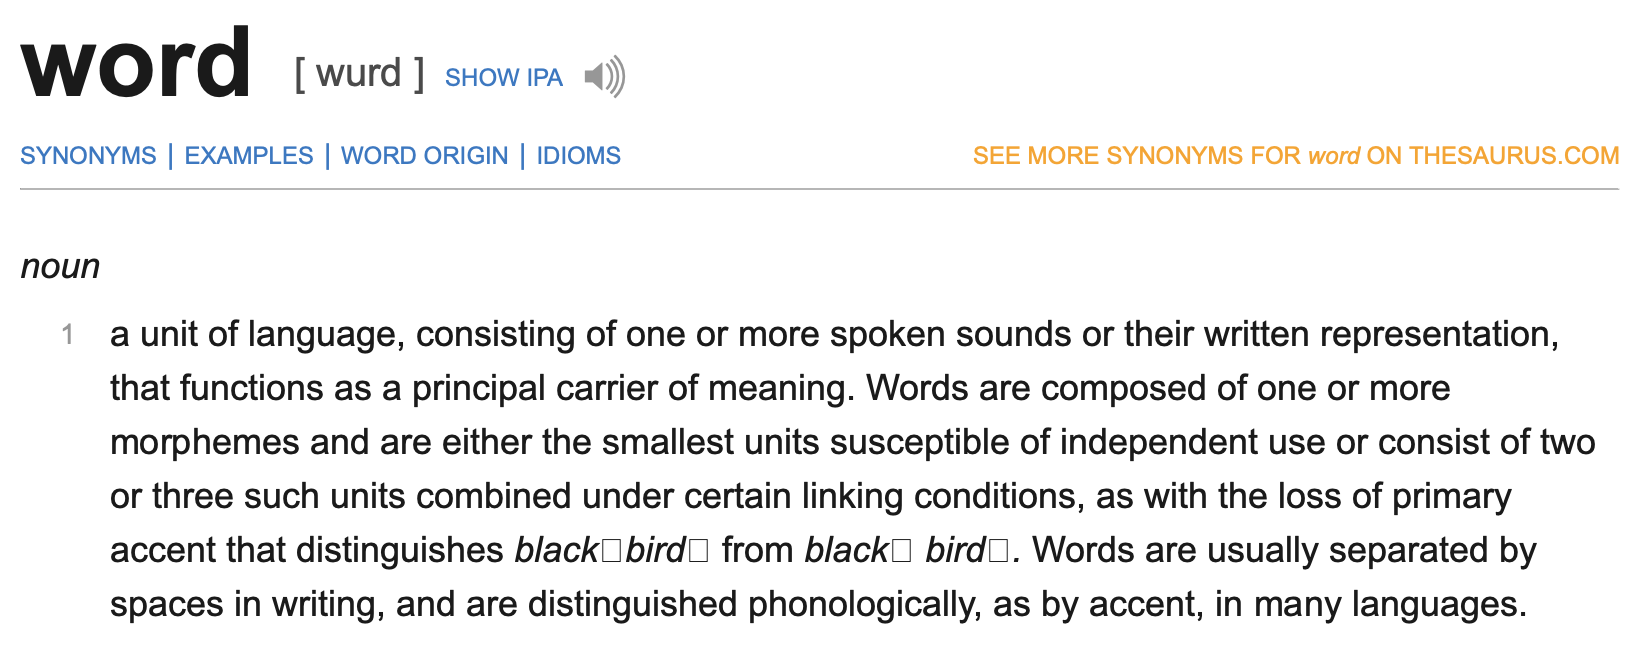 word [ wurd ] SHOW IPA
SYNONYMS | EXAMPLES | WORD ORIGIN | IDIOMS SEE MORE SYNONYMS FOR word ON THESAURUS.COM
noun
1 a unit of language, consisting of one or more spoken sounds or their written representation,
that functions as a principal carrier of meaning. Words are composed of one or more
morphemes and are either the smallest units susceptible of independent use or consist of two
or three such units combined under certain linking conditions, as with the loss of primary
accent that distinguishes black□bird□ from black□ bird□. Words are usually separated by
spaces in writing, and are distinguished phonologically, as by accent, in many languages.